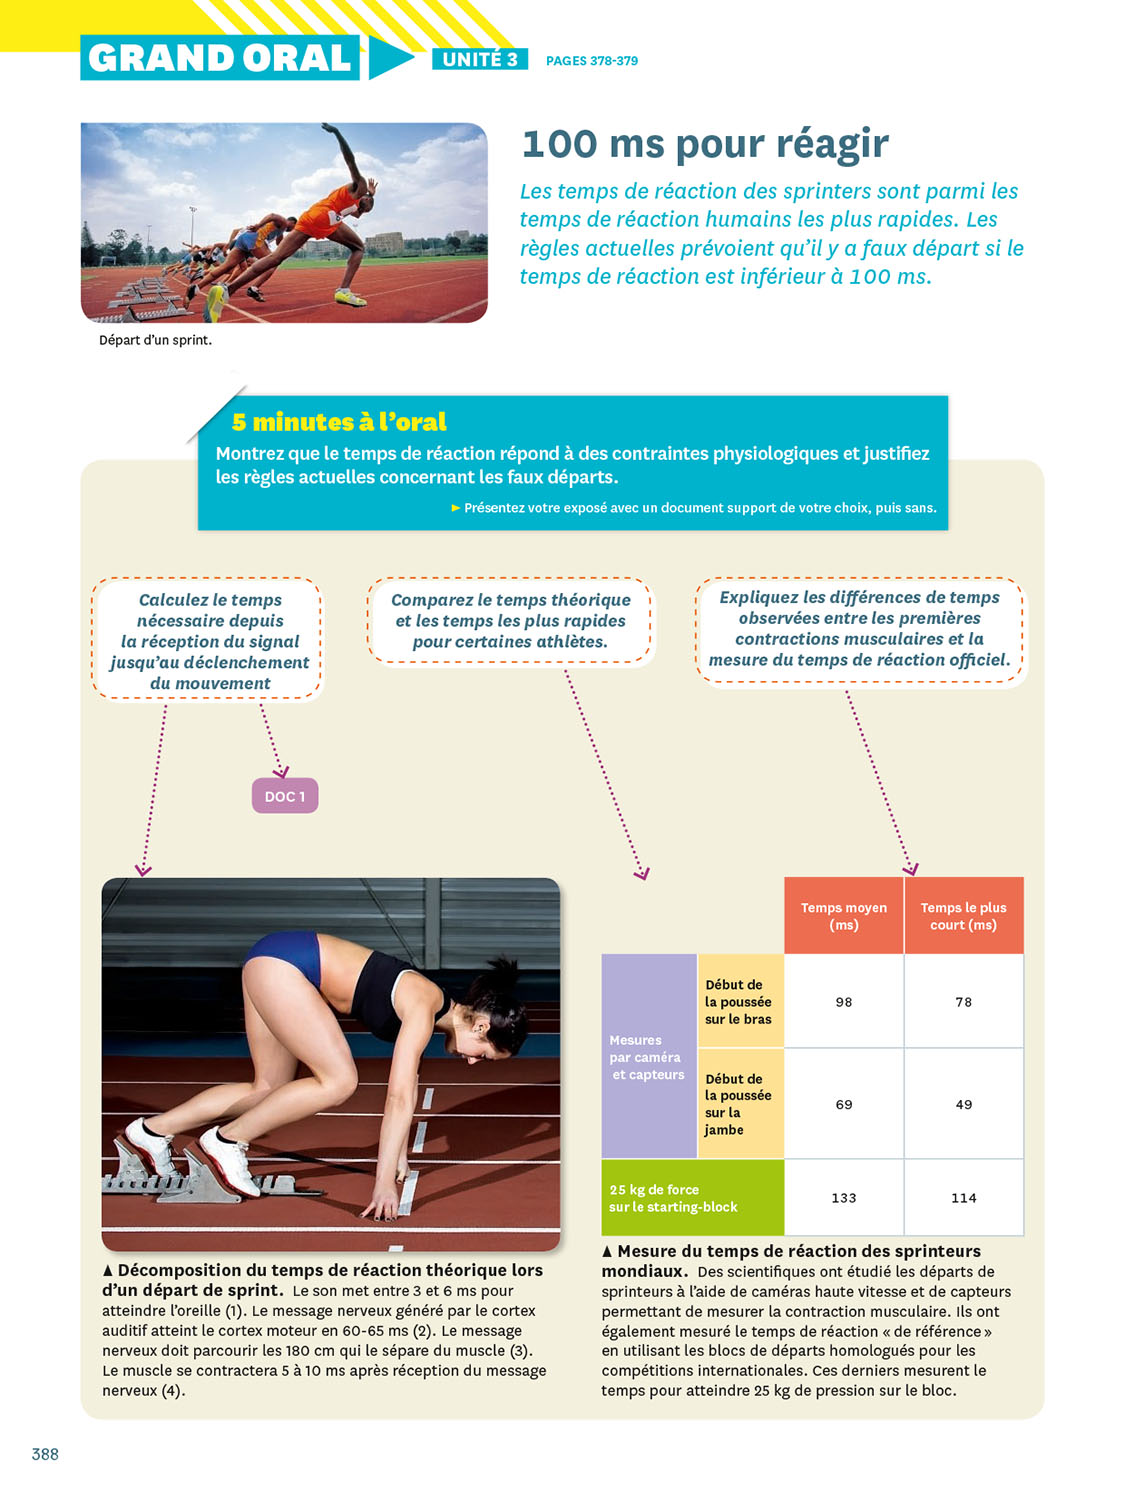 GRAND ORAL
UNITÉ 3
PAGES 378-379
100 ms pour réagir
Les temps de réaction des sprinters sont parmi les
temps de réaction humains les plus rapides. Les
règles actuelles prévoient qu'il y a faux départ si le
temps de réaction est inférieur à 100 ms.
Départ d'un sprint.
5 minutes à l'oral
Montrez que le temps de réaction répond à des contraintes physiologiques et justifiez
les règles actuelles concernant les faux départs.
► Présentez votre exposé avec un document support de votre choix, puis sans.
Calculez le temps
nécessaire depuis
la réception du signal
jusqu'au déclenchement
du mouvement
Comparez le temps théorique
et les temps les plus rapides
pour certaines athlètes.
Expliquez les différences de temps
observées entre les premières
contractions musculaires et la
mesure du temps de réaction officiel.
DOC 1
Temps moyen
(ms)
Temps le plus
court (ms)
Mesures
par caméra
et capteurs
Début de
la poussée
sur le bras
98
78
Début de
la poussée
sur la
jambe
69
49
25 kg de force
sur le starting-block
133
114
▲ Décomposition du temps de réaction théorique lors
d'un départ de sprint. Le son met entre 3 et 6 ms pour
atteindre l'oreille (1). Le message nerveux généré par le cortex
auditif atteint le cortex moteur en 60-65 ms (2). Le message
nerveux doit parcourir les 180 cm qui le sépare du muscle (3).
Le muscle se contractera 5 à 10 ms après réception du message
nerveux (4).
▲ Mesure du temps de réaction des sprinteurs
mondiaux. Des scientifiques ont étudié les départs de
sprinteurs à l'aide de caméras haute vitesse et de capteurs
permettant de mesurer la contraction musculaire. Ils ont
également mesuré le temps de réaction « de référence »
en utilisant les blocs de départs homologués pour les
compétitions internationales. Ces derniers mesurent le
temps pour atteindre 25 kg de pression sur le bloc.
388